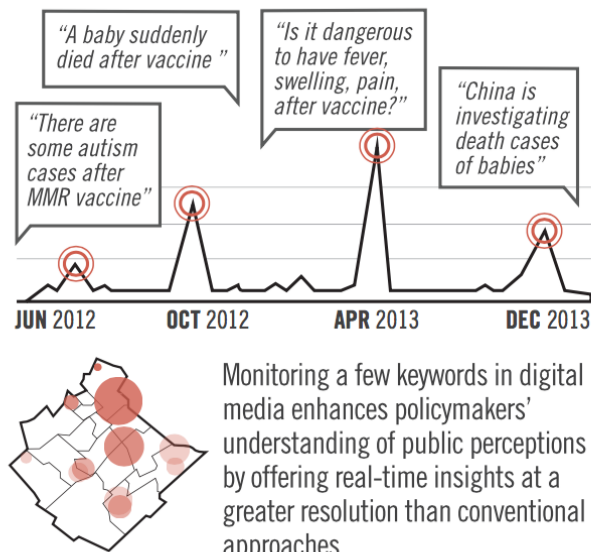 “A baby suddenly
died after vaccine ”
“Is it dangerous
to have fever,
swelling, pain,
after vaccine?”
“China is
investigating
death cases
of babies”
“There are
some autism
cases after
MMR vaccine”
JUN 2012
OCT 2012
APR 2013
DEC 2013
Monitoring a few keywords in digital
media enhances policymakers’
understanding of public perceptions
by offering real-time insights at a
greater resolution than conventional
approaches